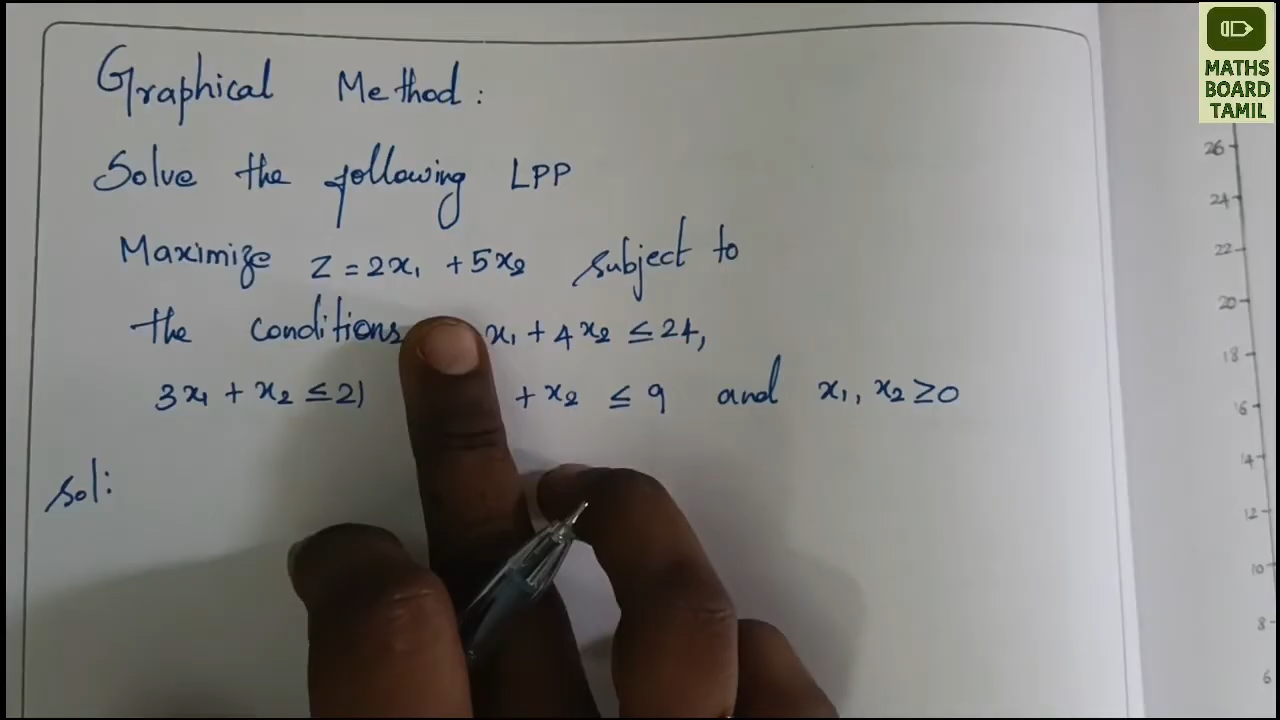 Graphical Method:
Solve the following LPP
Maximize Z = 2x₁ + 5x₂ subject to
the conditions x₁ + 4x₂ ≤ 24,
3x₁ + x₂ ≤ 21 + x₂ ≤ 9 and x₁, x₂ ≥ 0
sol:
MATHS
BOARD
TAMIL
26
24
22
20
18
16
14
12
10
8
6